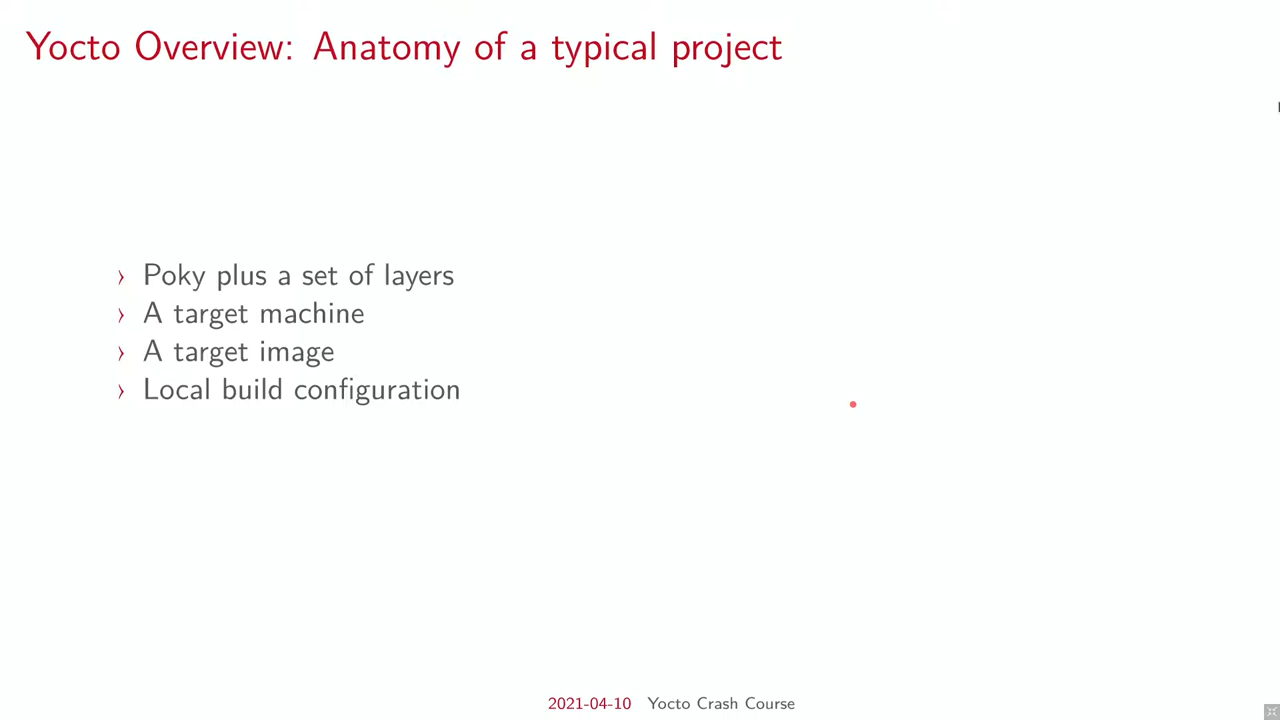 Yocto Overview: Anatomy of a typical project
› Poky plus a set of layers
› A target machine
› A target image
› Local build configuration
2021-04-10 Yocto Crash Course